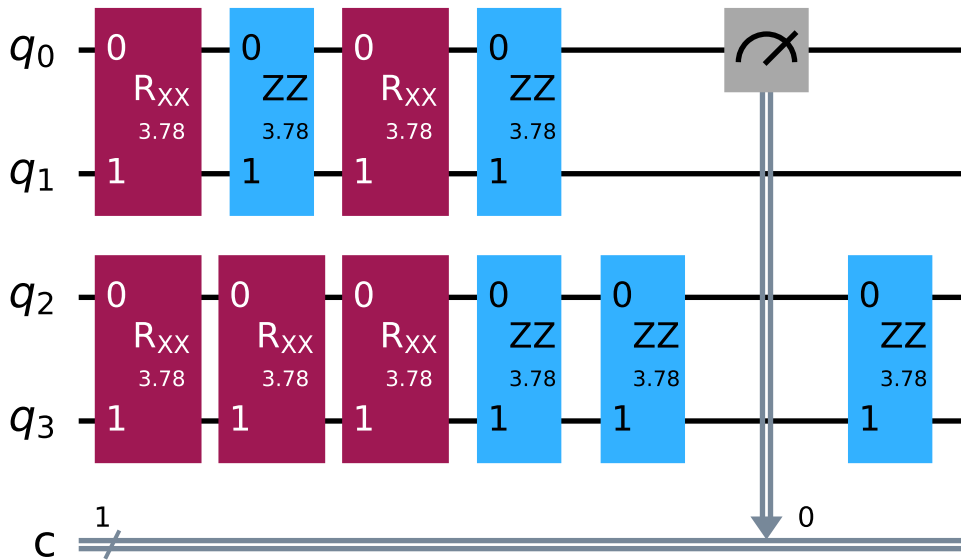 q0 0 0 0 0
RXX ZZ RXX ZZ
3.78 3.78 3.78 3.78
q1 1 1 1 1
q2 0 0 0 0 0 0
RXX RXX RXX ZZ ZZ ZZ
3.78 3.78 3.78 3.78 3.78 3.78
q3 1 1 1 1 1 1
1 0
c